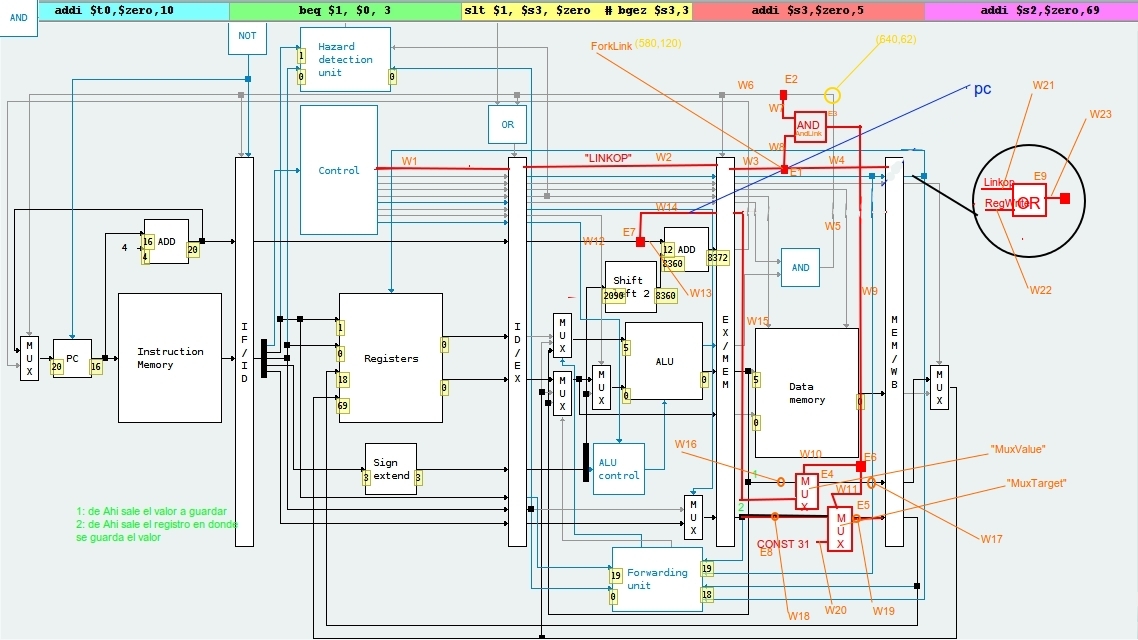 addi $t0,$zero,10
beq $1, $0, 3
slt $1, $s3, $zero # bgez $s3,3
addi $s3,$zero,5
addi $s2,$zero,69
AND
NOT
Hazard
detection
unit
1
0
0
ForkLink
(580,120)
(640,62)
W6
E2
W7
AND
AndLink
E3
W8
pc
W21
W23
OR
Control
W1
"LINKOP"
W2
W3
E1
W4
Linkop
E9
RegWrite
OR
W22
W14
W5
E7
W12
4
16
4
ADD
20
12
8360
ADD
8372
AND
Shift
left 2
2090
8360
W13
W9
W15
MUX
PC
20
16
Instruction
Memory
IF/ID
1
0
18
69
Registers
0
0
ID/EX
MUX
MUX
MUX
5
0
ALU
0
EX/MEM
5
0
Data
memory
0
MEM/WB
MUX
Sign
extend
3
3
ALU
control
W16
W10
E6
"MuxValue"
1
E4
MUX
W11
"MuxTarget"
MUX
2
E5
MUX
CONST 31
E8
W17
1: de Ahi sale el valor a guardar
2: de Ahi sale el registro en donde
se guarda el valor
19
0
Forwarding
unit
19
18
W18
W20
W19